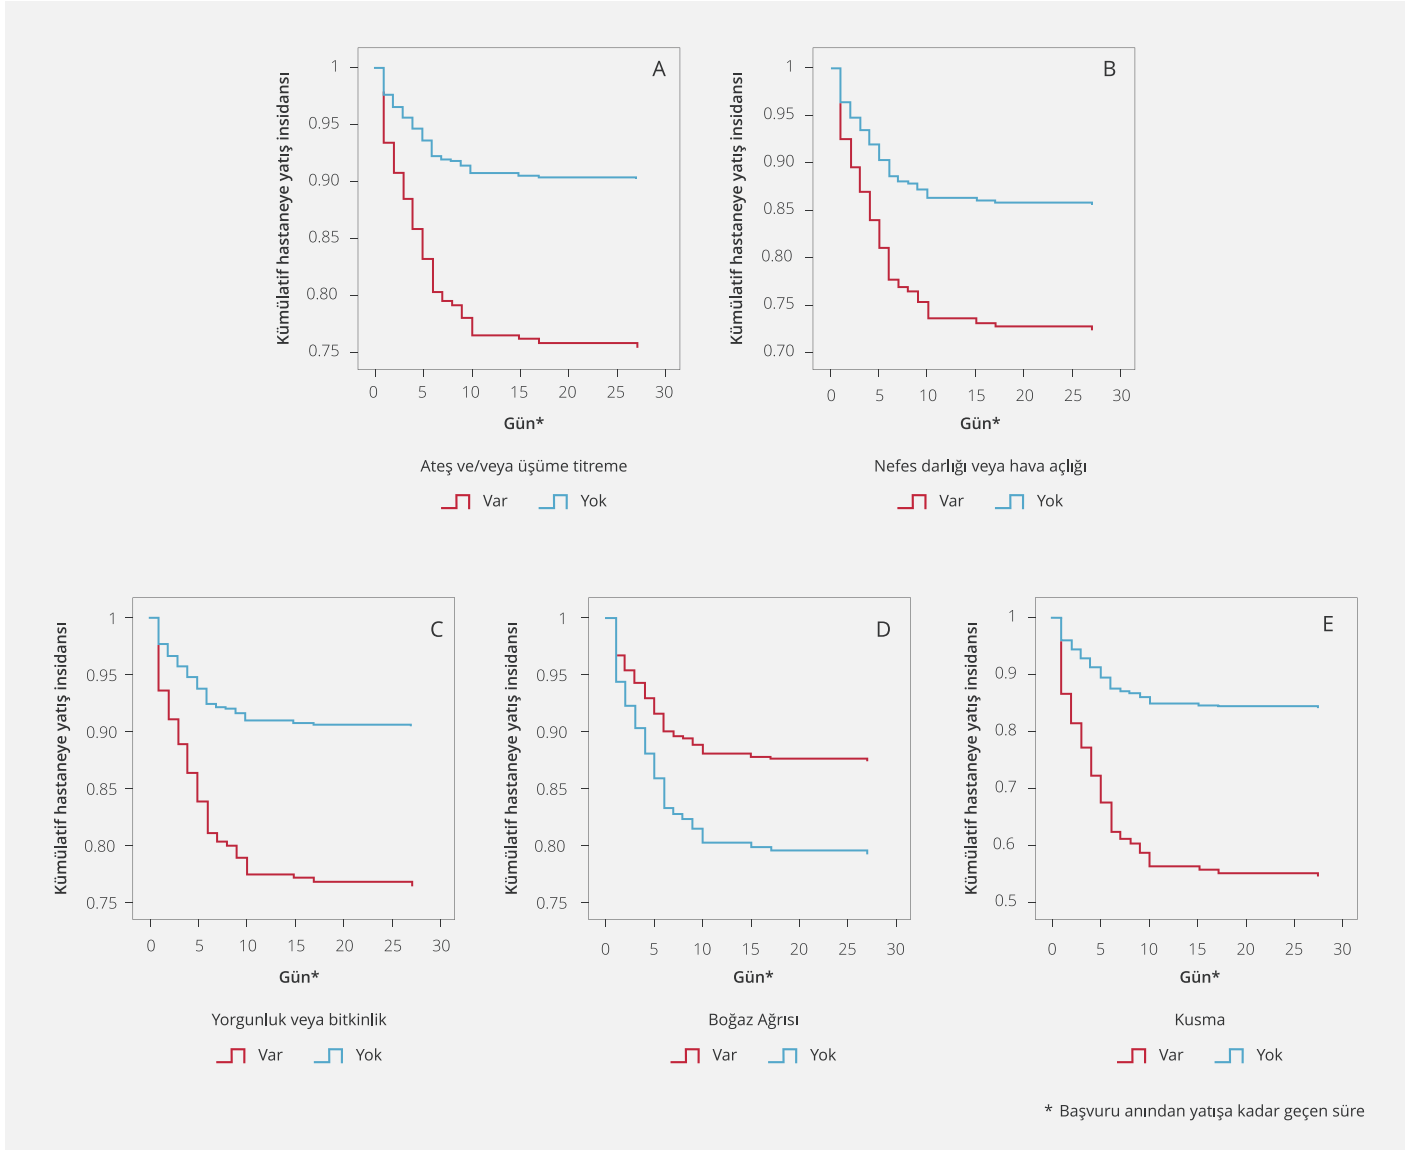 A
Kümülatif hastaneye yatış insidansı
1
0.95
0.90
0.85
0.80
0.75
0 5 10 15 20 25 30
Gün*
Ateş ve/veya üşüme titreme
Var Yok
B
Kümülatif hastaneye yatış insidansı
1
0.95
0.90
0.85
0.80
0.75
0.70
0 5 10 15 20 25 30
Gün*
Nefes darlığı veya hava açlığı
Var Yok
C
Kümülatif hastaneye yatış insidansı
1
0.95
0.90
0.85
0.80
0.75
0 5 10 15 20 25 30
Gün*
Yorgunluk veya bitkinlik
Var Yok
D
Kümülatif hastaneye yatış insidansı
1
0.95
0.90
0.85
0.80
0.75
0 5 10 15 20 25 30
Gün*
Boğaz Ağrısı
Var Yok
E
Kümülatif hastaneye yatış insidansı
1
0.9
0.8
0.7
0.6
0.5
0 5 10 15 20 25 30
Gün*
Kusma
Var Yok
* Başvuru anından yatışa kadar geçen süre